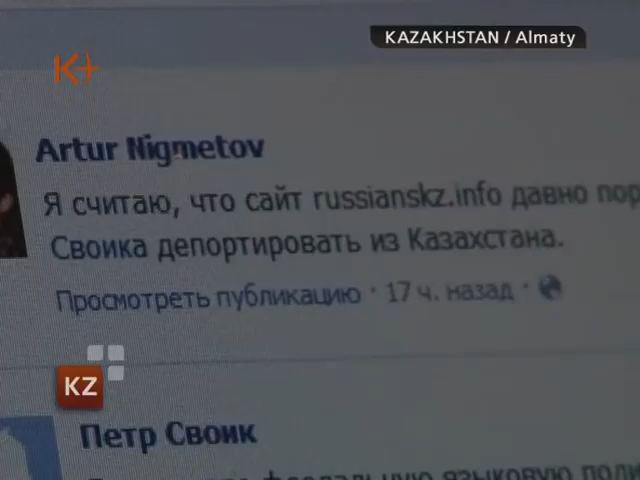 KAZAKHSTAN / Almaty
K+
Artur Nigmetov
Я считаю, что сайт russianskz.info давно пор
Своика депортировать из Казахстана.
Просмотреть публикацию · 17 ч. назад ·
KZ
Петр Своик
языковую